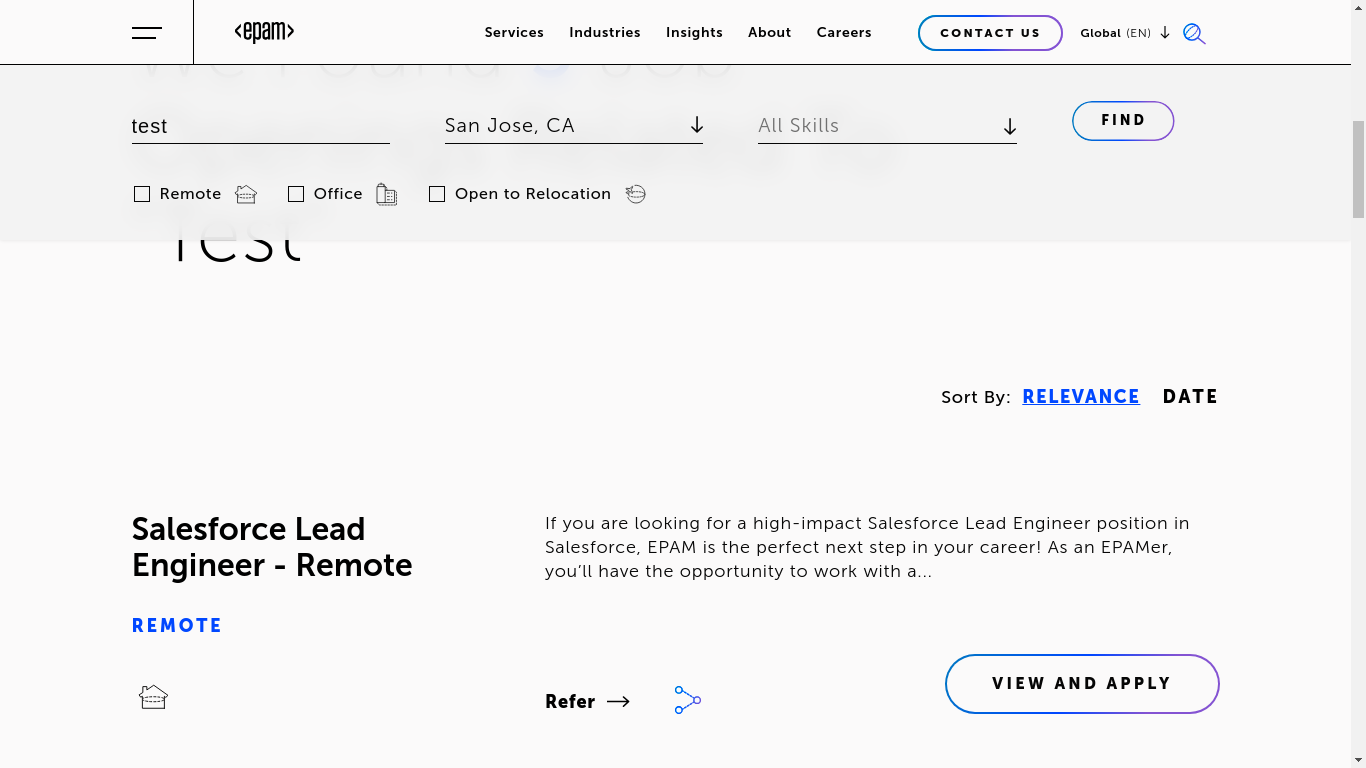 <epam>
Services Industries Insights About Careers CONTACT US Global (EN)
test San Jose, CA All Skills FIND
Remote Office Open to Relocation
Test
Sort By: RELEVANCE DATE
Salesforce Lead
Engineer - Remote
REMOTE
If you are looking for a high-impact Salesforce Lead Engineer position in
Salesforce, EPAM is the perfect next step in your career! As an EPAMer,
you’ll have the opportunity to work with a...
Refer
VIEW AND APPLY